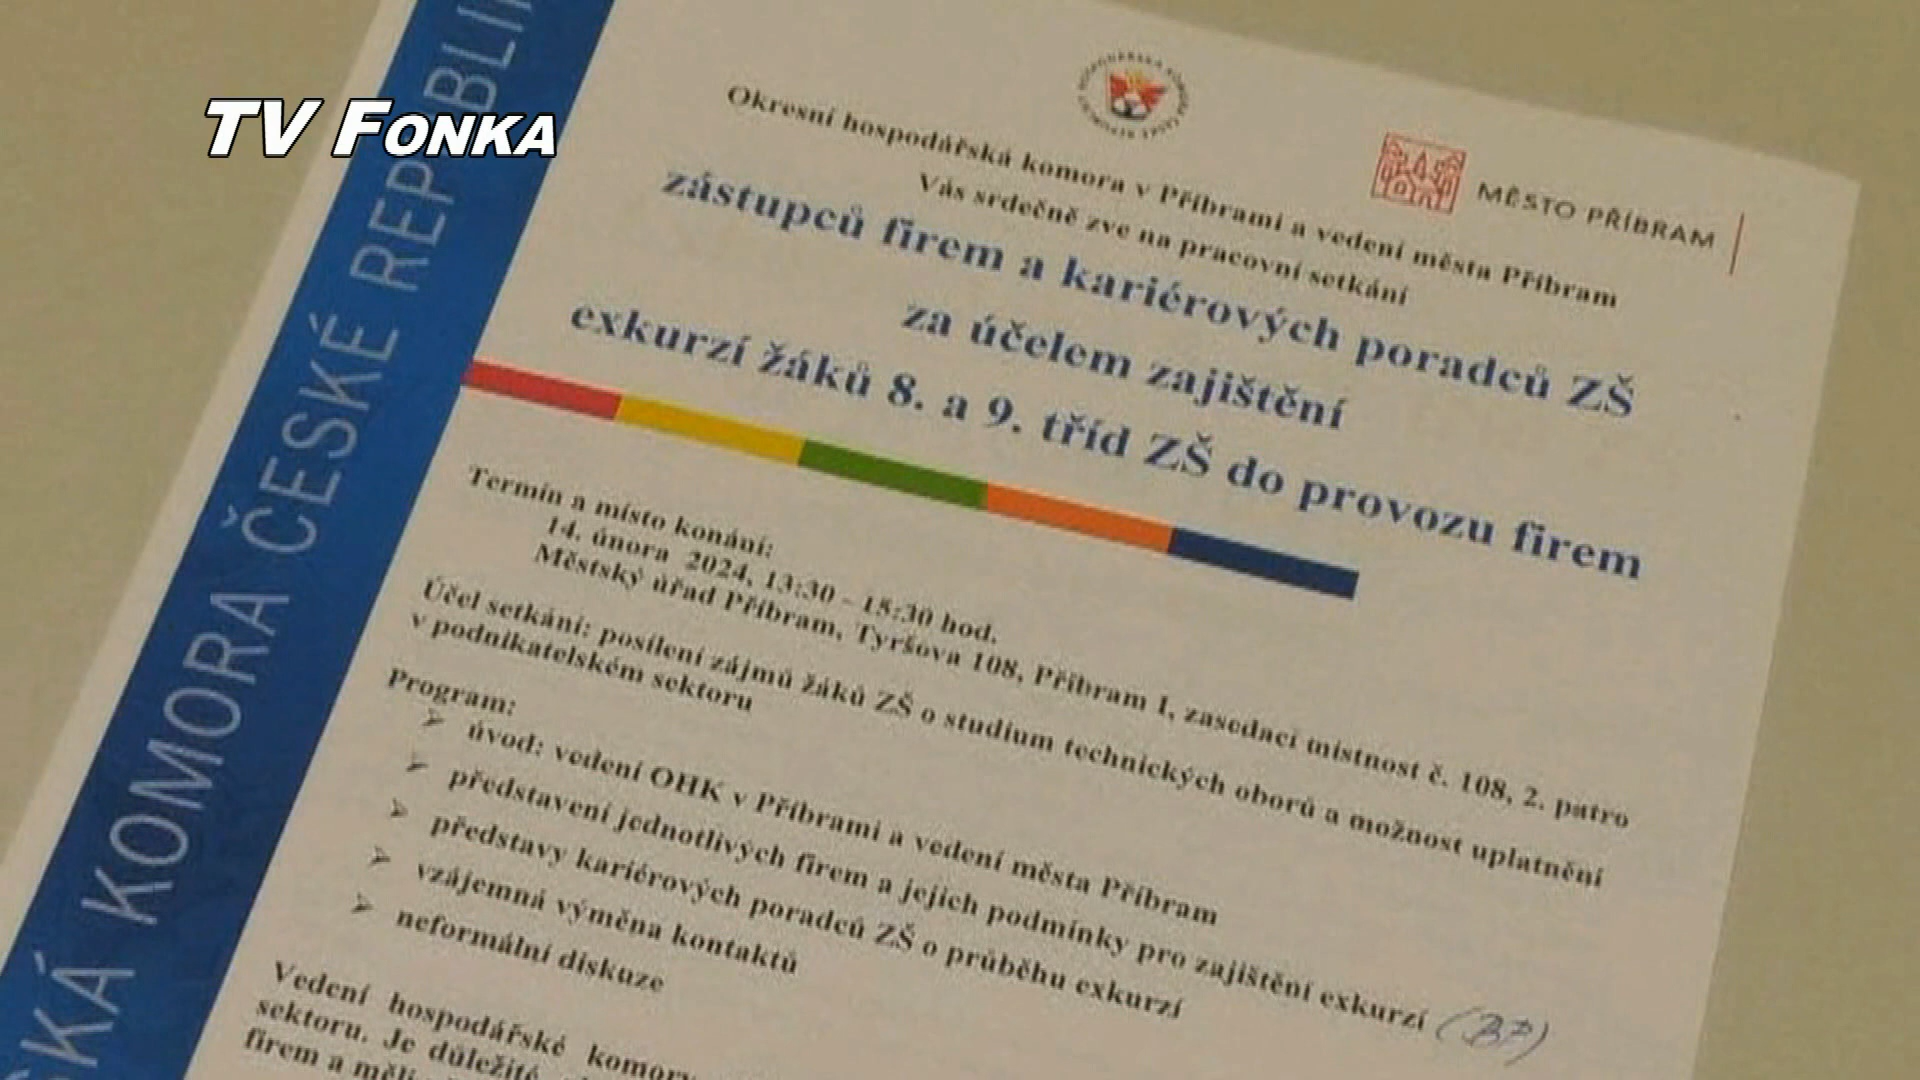 TV FONKA
SKÁ KOMORA ČESKÉ REPUBLIK
MĚSTO PŘÍBRAM
Okresní hospodářská komora v Příbrami a vedení města Příbram
Vás srdečně zve na pracovní setkání
zástupců firem a kariérových poradců ZŠ
za účelem zajištění
exkurzí žáků 8. a 9. tříd ZŠ do provozu firem
Termín a místo konání:
14. února 2024, 13:30 - 15:30 hod.
Městský úřad Příbram, Tyršova 108, Příbram I, zasedací místnost č. 108, 2. patro
Účel setkání: posílení zájmů žáků ZŠ o studium technických oborů a možnost uplatnění
v podnikatelském sektoru
Program:
➢ úvod: vedení OHK v Příbrami a vedení města Příbram
➢ představení jednotlivých firem a jejich podmínky pro zajištění exkurzí (BP)
➢ představy kariérových poradců ZŠ o průběhu exkurzí
➢ vzájemná výměna kontaktů
➢ neformální diskuze
Vedení hospodářské komory
sektoru. Je důležité
firem a měli